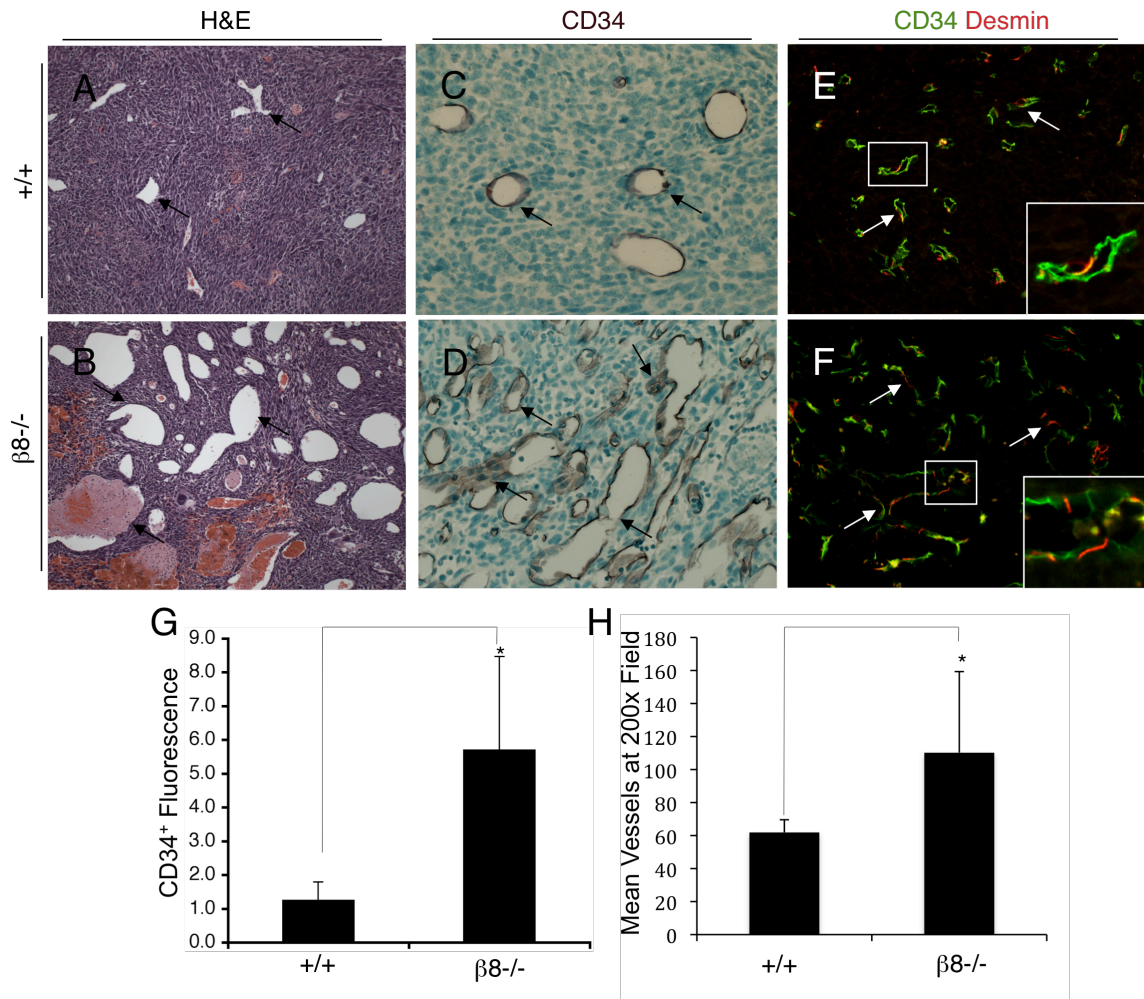 H&E
CD34
CD34 Desmin
+/+
A
C
E
β8-/-
B
D
F
G
CD34+ Fluorescence
9.0
8.0
7.0
6.0
5.0
4.0
3.0
2.0
1.0
0.0
*
+/+
β8-/-
H
Mean Vessels at 200x Field
180
160
140
120
100
80
60
40
20
0
*
+/+
β8-/-